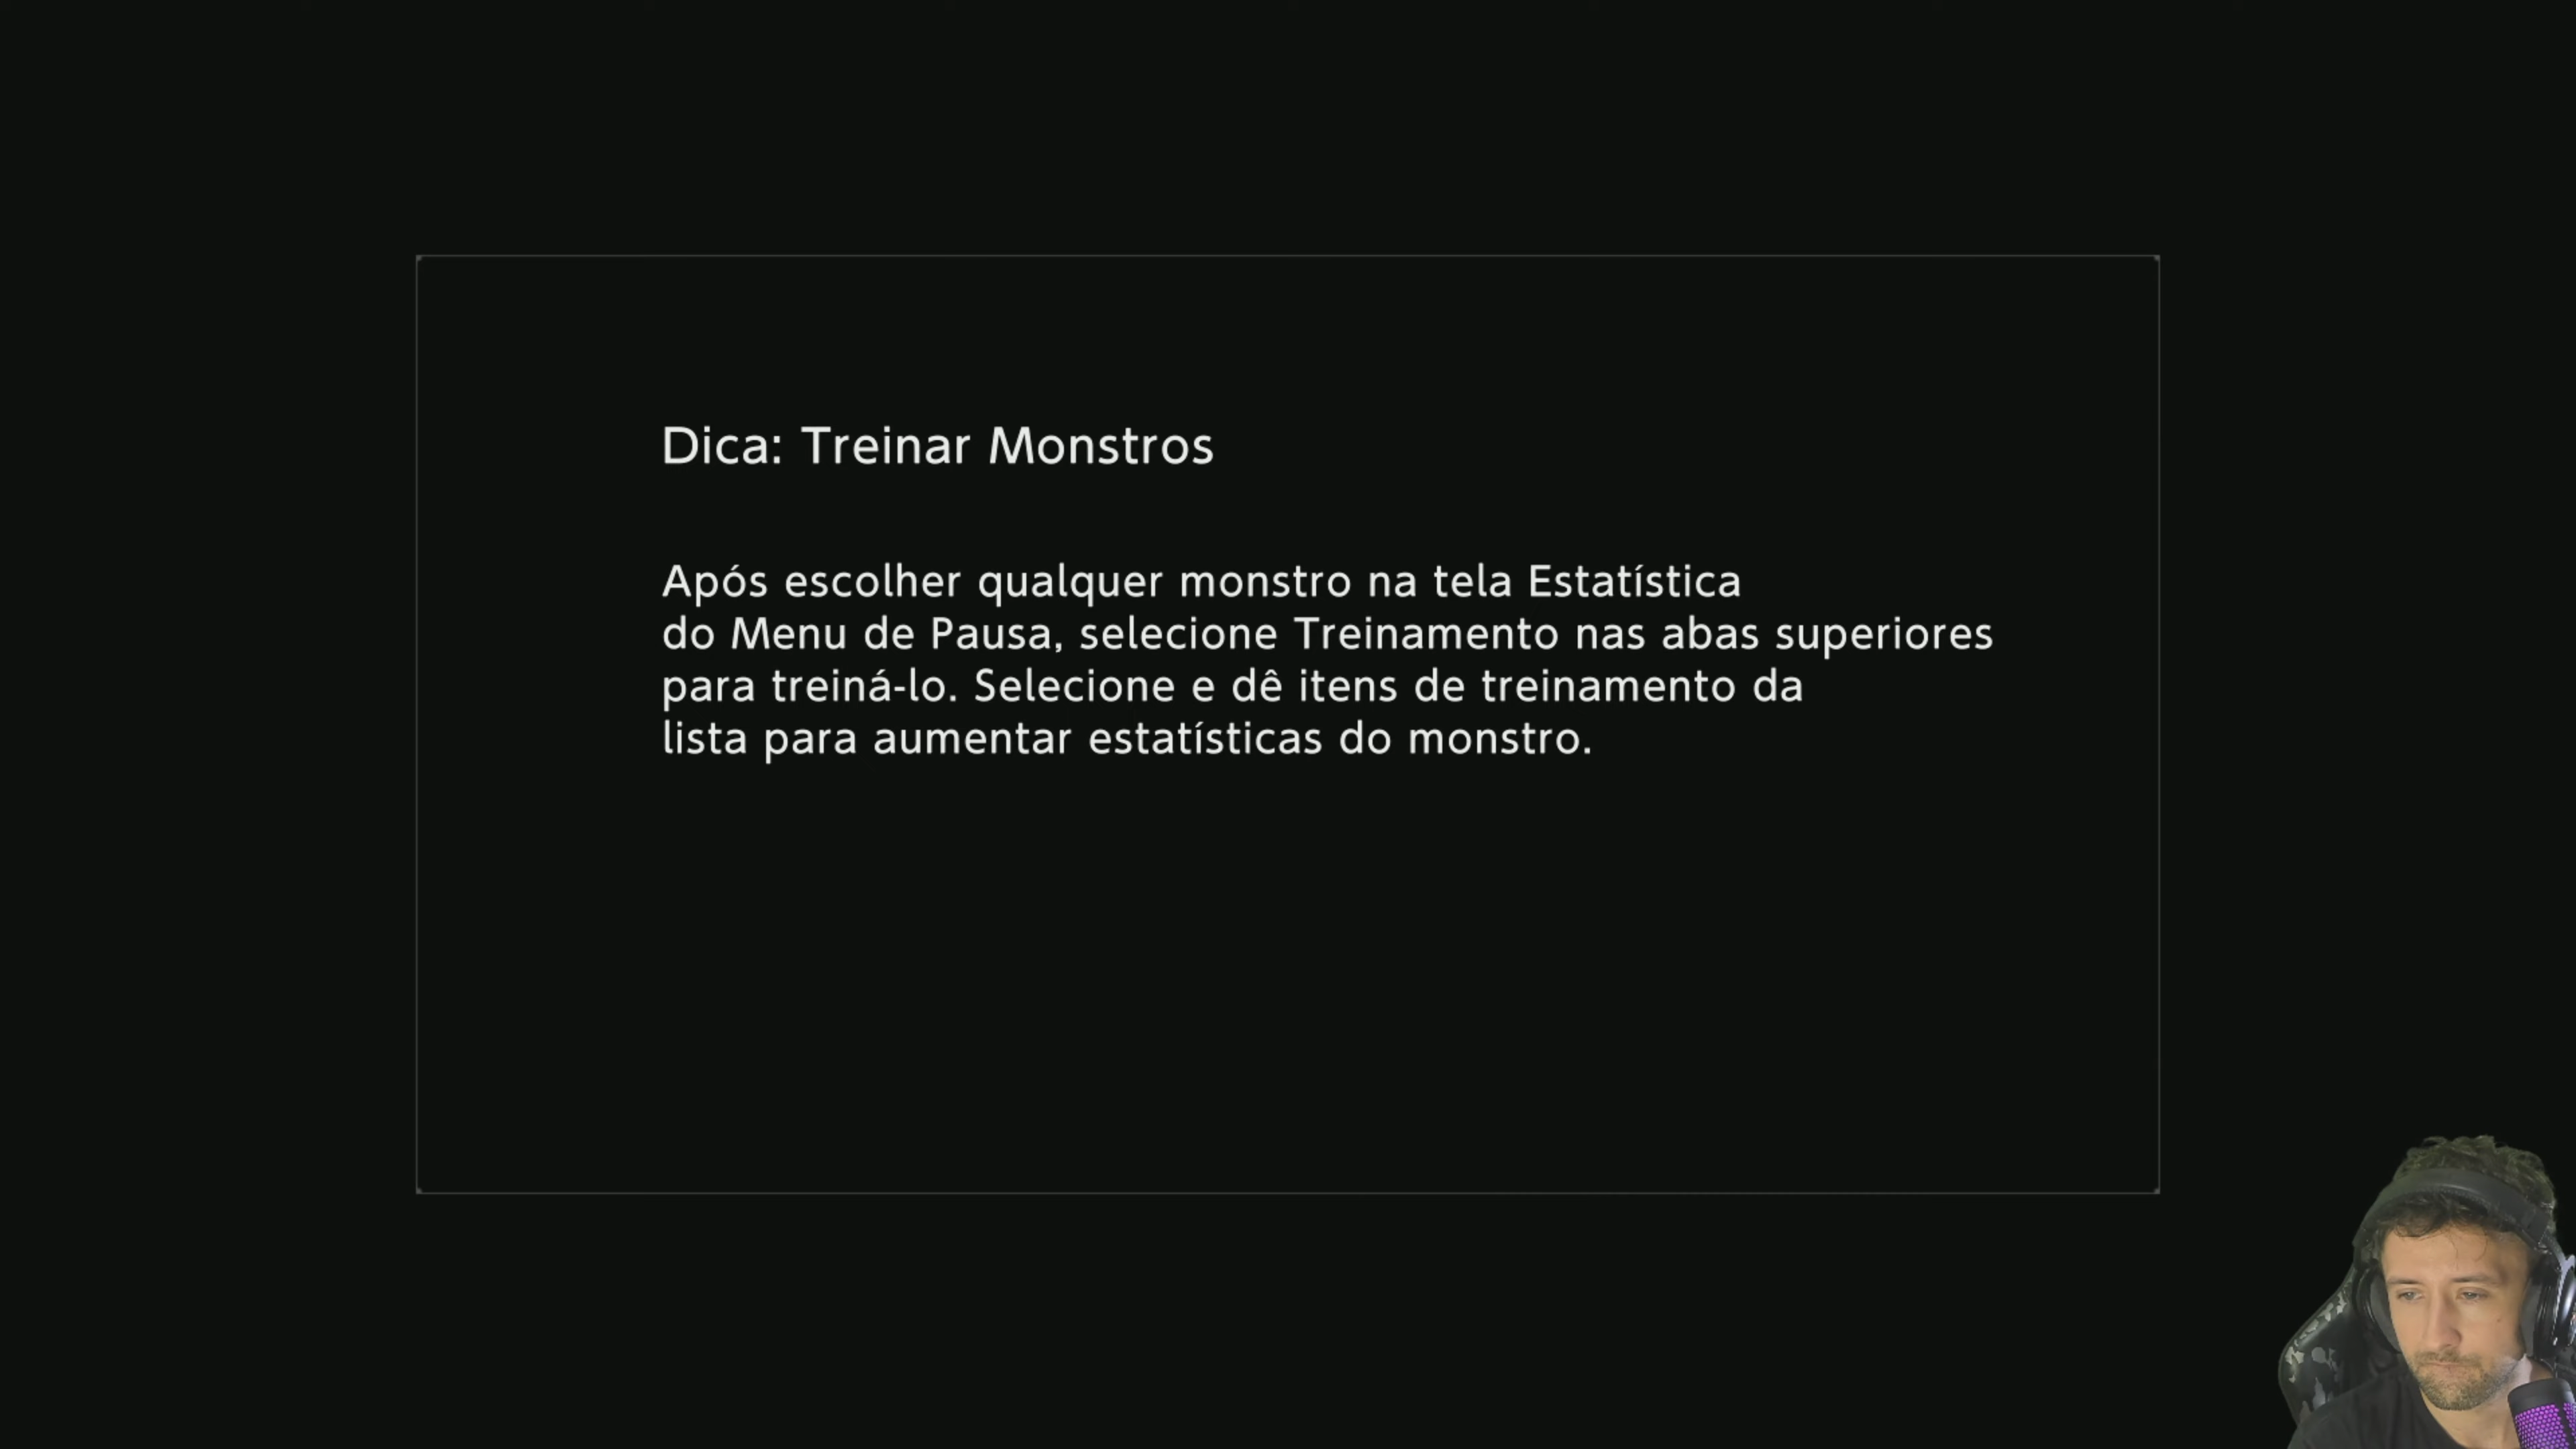 Dica: Treinar Monstros
Após escolher qualquer monstro na tela Estatística
do Menu de Pausa, selecione Treinamento nas abas superiores
para treiná-lo. Selecione e dê itens de treinamento da
lista para aumentar estatísticas do monstro.